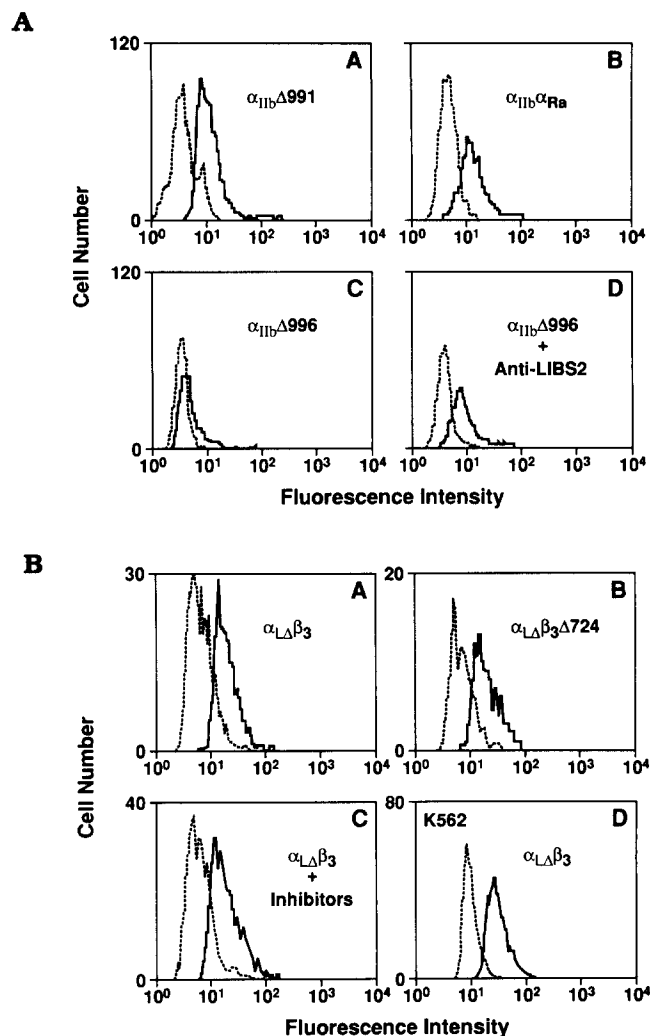 A
120
0
A
αIIbΔ991
10⁰ 10¹ 10² 10³ 10⁴
B
αIIbαRa
10⁰ 10¹ 10² 10³ 10⁴
Cell Number
120
0
C
αIIbΔ996
10⁰ 10¹ 10² 10³ 10⁴
D
αIIbΔ996
+
Anti-LIBS2
10⁰ 10¹ 10² 10³ 10⁴
Fluorescence Intensity
B
30
0
A
αLΔβ3
10⁰ 10¹ 10² 10³ 10⁴
20
0
B
αLΔβ3Δ724
10⁰ 10¹ 10² 10³ 10⁴
Cell Number
40
0
C
αLΔβ3
+
Inhibitors
10⁰ 10¹ 10² 10³ 10⁴
80
0
K562
D
αLΔβ3
10⁰ 10¹ 10² 10³ 10⁴
Fluorescence Intensity